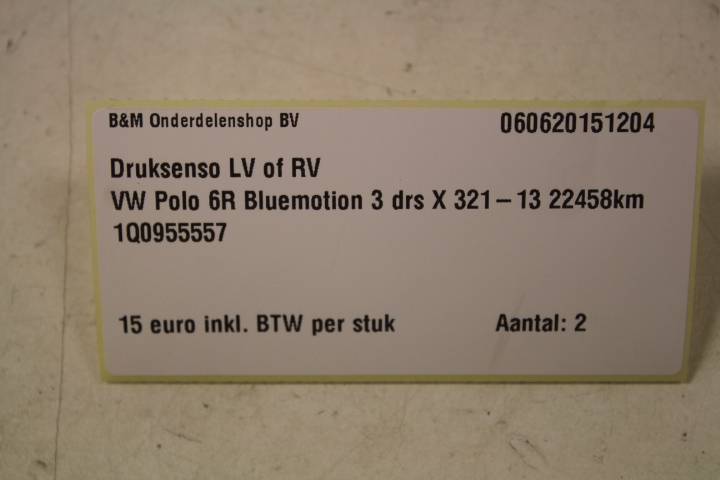 B&M Onderdelenshop BV 060620151204
Druksenso LV of RV
VW Polo 6R Bluemotion 3 drs X 321-13 22458km
1Q0955557
15 euro inkl. BTW per stuk Aantal: 2